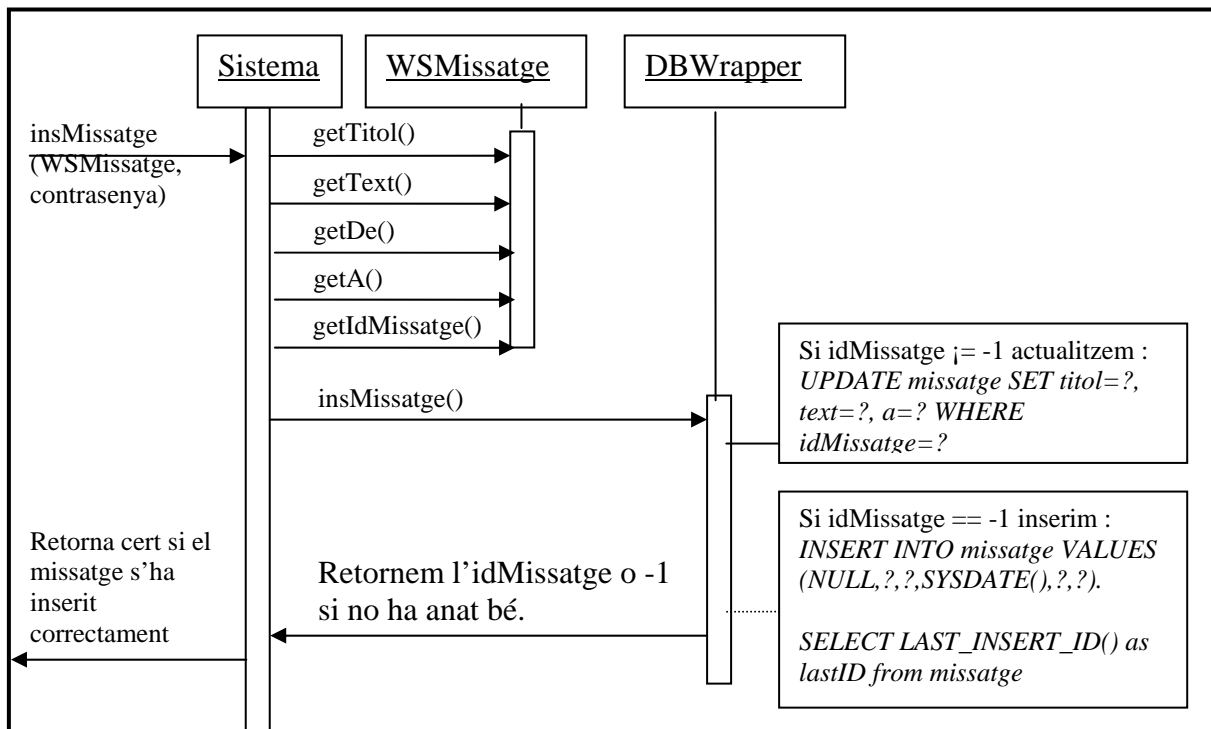 Sistema
WSMissatge
DBWrapper
insMissatge
(WSMissatge,
contrasenya)
getTitol()
getText()
getDe()
getA()
getIdMissatge()
insMissatge()
Si idMissatge ¡= -1 actualitzem :
UPDATE missatge SET titol=?,
text=?, a=? WHERE
idMissatge=?
Si idMissatge == -1 inserim :
INSERT INTO missatge VALUES
(NULL,?,?,SYSDATE(),?,?).
SELECT LAST_INSERT_ID() as
lastID from missatge
Retornem l’idMissatge o -1
si no ha anat bé.
Retorna cert si el
missatge s’ha
inserit
correctament